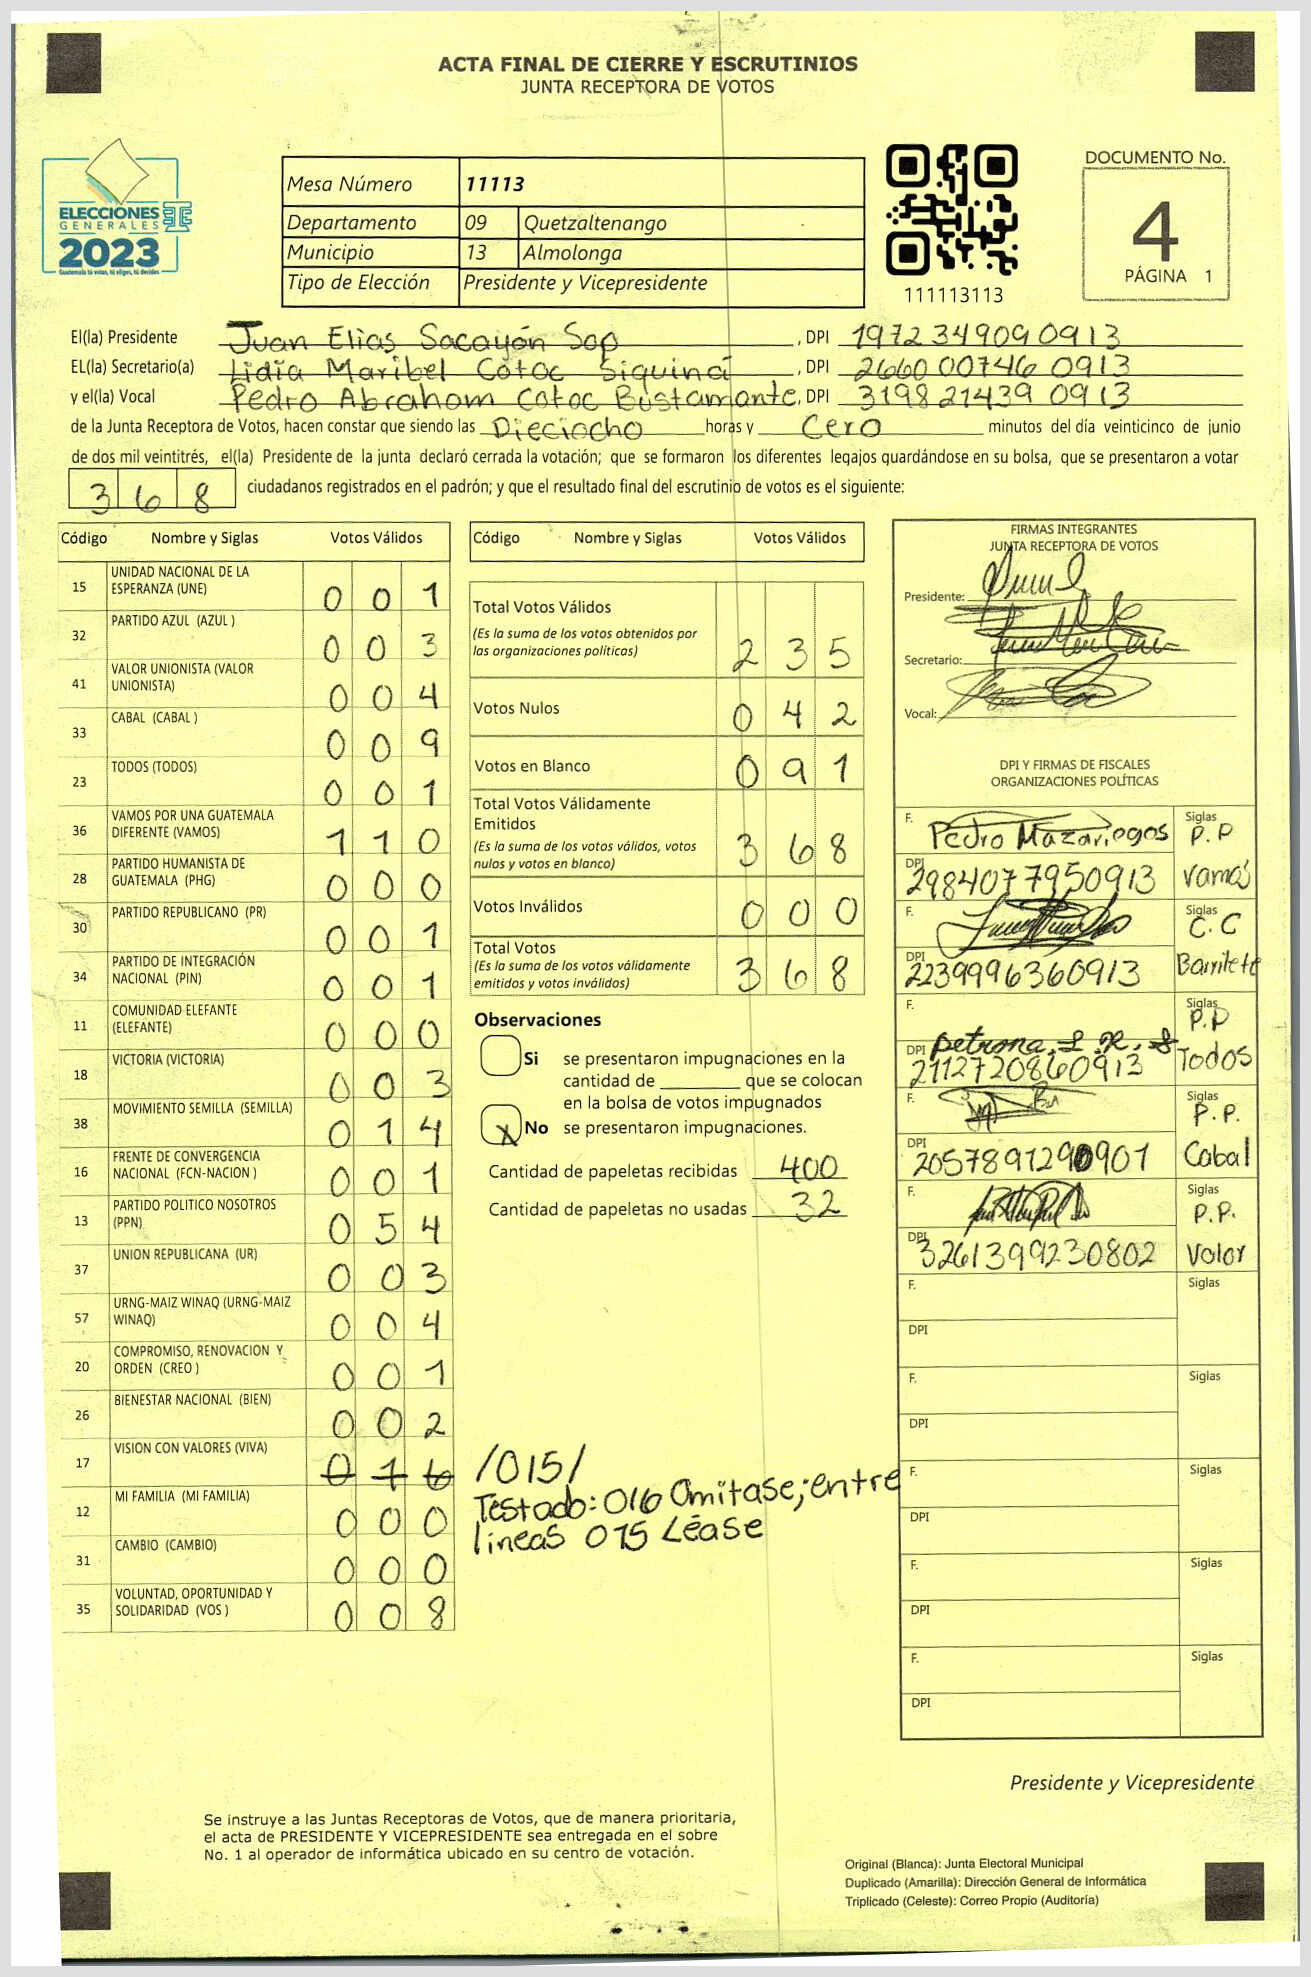 ACTA FINAL DE CIERRE Y ESCRUTINIOS
JUNTA RECEPTORA DE VOTOS
ELECCIONES
GENERALES
2023
Guatemala tú votas, tú eliges, tú decides
Mesa Número 11113
Departamento 09 Quetzaltenango
Municipio 13 Almolonga
Tipo de Elección Presidente y Vicepresidente
111113113
DOCUMENTO No.
4
PÁGINA 1
El(la) Presidente Juan Elias Sacayón Sop, DPI 1972349090913
EL(la) Secretario(a) Lidia Maribel Cotoc Siquiná, DPI 2660007460913
y el(la) Vocal Pedro Abraham Cotoc Bustamante, DPI 3198214390913
de la Junta Receptora de Votos, hacen constar que siendo las Dieciocho horas y Cero minutos del día veinticinco de junio
de dos mil veintitrés, el(la) Presidente de la junta declaró cerrada la votación; que se formaron los diferentes legajos guardándose en su bolsa, que se presentaron a votar
368 ciudadanos registrados en el padrón; y que el resultado final del escrutinio de votos es el siguiente:
Código Nombre y Siglas Votos Válidos
15 UNIDAD NACIONAL DE LA
ESPERANZA (UNE) 0 0 1
32 PARTIDO AZUL (AZUL ) 0 0 3
41 VALOR UNIONISTA (VALOR
UNIONISTA) 0 0 4
33 CABAL (CABAL ) 0 0 9
23 TODOS (TODOS) 0 0 1
36 VAMOS POR UNA GUATEMALA
DIFERENTE (VAMOS) 1 1 0
28 PARTIDO HUMANISTA DE
GUATEMALA (PHG) 0 0 0
30 PARTIDO REPUBLICANO (PR) 0 0 1
34 PARTIDO DE INTEGRACIÓN
NACIONAL (PIN) 0 0 1
11 COMUNIDAD ELEFANTE
(ELEFANTE) 0 0 0
18 VICTORIA (VICTORIA) 0 0 3
38 MOVIMIENTO SEMILLA (SEMILLA) 0 1 4
16 FRENTE DE CONVERGENCIA
NACIONAL (FCN-NACION ) 0 0 1
13 PARTIDO POLITICO NOSOTROS
(PPN) 0 5 4
37 UNION REPUBLICANA (UR) 0 0 3
57 URNG-MAIZ WINAQ (URNG-MAIZ
WINAQ) 0 0 4
20 COMPROMISO, RENOVACION Y
ORDEN (CREO ) 0 0 1
26 BIENESTAR NACIONAL (BIEN) 0 0 2
17 VISION CON VALORES (VIVA) 0 1 6
12 MI FAMILIA (MI FAMILIA) 0 0 0
31 CAMBIO (CAMBIO) 0 0 0
35 VOLUNTAD, OPORTUNIDAD Y
SOLIDARIDAD (VOS ) 0 0 8
Código Nombre y Siglas Votos Válidos
Total Votos Válidos
(Es la suma de los votos obtenidos por
las organizaciones políticas) 2 3 5
Votos Nulos 0 4 2
Votos en Blanco 0 9 1
Total Votos Válidamente
Emitidos
(Es la suma de los votos válidos, votos
nulos y votos en blanco) 3 6 8
Votos Inválidos 0 0 0
Total Votos
(Es la suma de los votos válidamente
emitidos y votos inválidos) 3 6 8
Observaciones
Si se presentaron impugnaciones en la
cantidad de ________ que se colocan
en la bolsa de votos impugnados
X No se presentaron impugnaciones.
Cantidad de papeletas recibidas 400
Cantidad de papeletas no usadas 32
/015/
Testado: 016 Omitase; entre
lineas 015 Léase
FIRMAS INTEGRANTES
JUNTA RECEPTORA DE VOTOS
Presidente:
Secretario:
Vocal:
DPI Y FIRMAS DE FISCALES
ORGANIZACIONES POLÍTICAS
F. Pedro Mazariegos Siglas P.P
DPI 2984077950913 Vamos
F. Siglas C.C
DPI 2239996360913 Barrilete
F. Petrona. L. R. S Siglas P.P
DPI 2112720860913 Todos
F. Siglas P.P.
DPI 2057891290901 Cabal
F. Siglas P.P.
DPI 3261399230802 Valor
F. Siglas
DPI
F. Siglas
DPI
F. Siglas
DPI
F. Siglas
DPI
F. Siglas
DPI
Presidente y Vicepresidente
Se instruye a las Juntas Receptoras de Votos, que de manera prioritaria,
el acta de PRESIDENTE Y VICEPRESIDENTE sea entregada en el sobre
No. 1 al operador de informática ubicado en su centro de votación.
Original (Blanca): Junta Electoral Municipal
Duplicado (Amarilla): Dirección General de Informática
Triplicado (Celeste): Correo Propio (Auditoría)